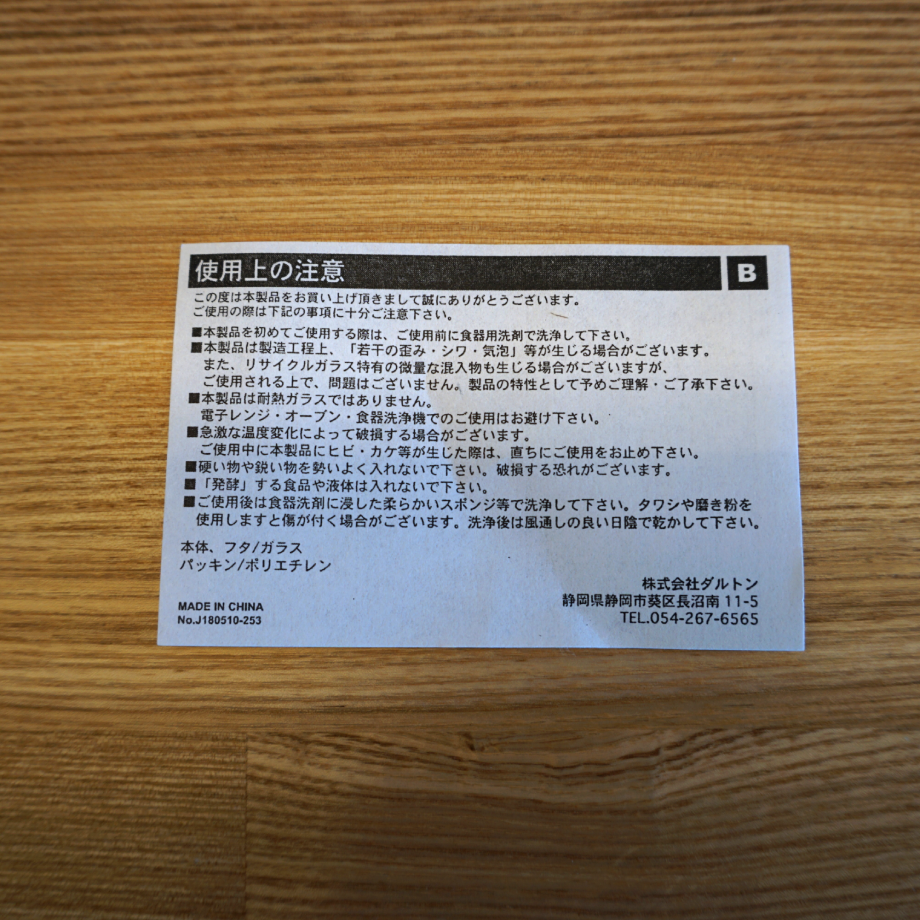 使用上の注意 B
この度は本製品をお買い上げ頂きまして誠にありがとうございます。
ご使用の際は下記の事項に十分ご注意下さい。
■本製品を初めてご使用する際は、ご使用前に食器用洗剤で洗浄して下さい。
■本製品は製造工程上、「若干の歪み・シワ・気泡」等が生じる場合がございます。
また、リサイクルガラス特有の微量な混入物も生じる場合がございますが、
ご使用される上で、問題はございません。製品の特性として予めご理解・ご了承下さい。
■本製品は耐熱ガラスではありません。
電子レンジ・オーブン・食器洗浄機でのご使用はお避け下さい。
■急激な温度変化によって破損する場合がございます。
ご使用中に本製品にヒビ・カケ等が生じた際は、直ちにご使用をお止め下さい。
■硬い物や鋭い物を勢いよく入れないで下さい。破損する恐れがございます。
■「発酵」する食品や液体は入れないで下さい。
■ご使用後は食器洗剤に浸した柔らかいスポンジ等で洗浄して下さい。タワシや磨き粉を
使用しますと傷が付く場合がございます。洗浄後は風通しの良い日陰で乾かして下さい。
本体、フタ/ガラス
パッキン/ポリエチレン
MADE IN CHINA
No.J180510-253
株式会社ダルトン
静岡県静岡市葵区長沼南 11-5
TEL.054-267-6565